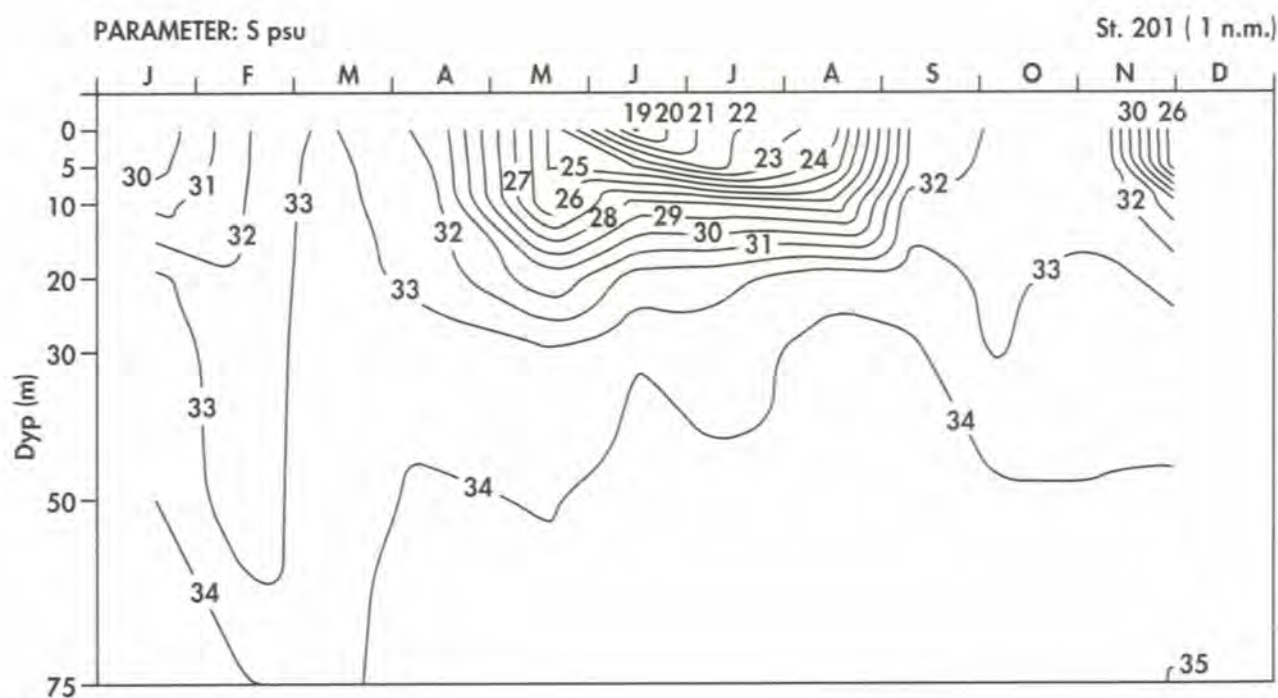 PARAMETER: S psu St. 201 ( 1 n.m.)
J F M A M J J A S O N D
19 20 21 22 30 26
0
5 25 23 24
30 31 27 32
10 33 26 32
28 29
32 32 30
31
20 33 33
30
33
Dyp (m) 34
50 34
34
75 35